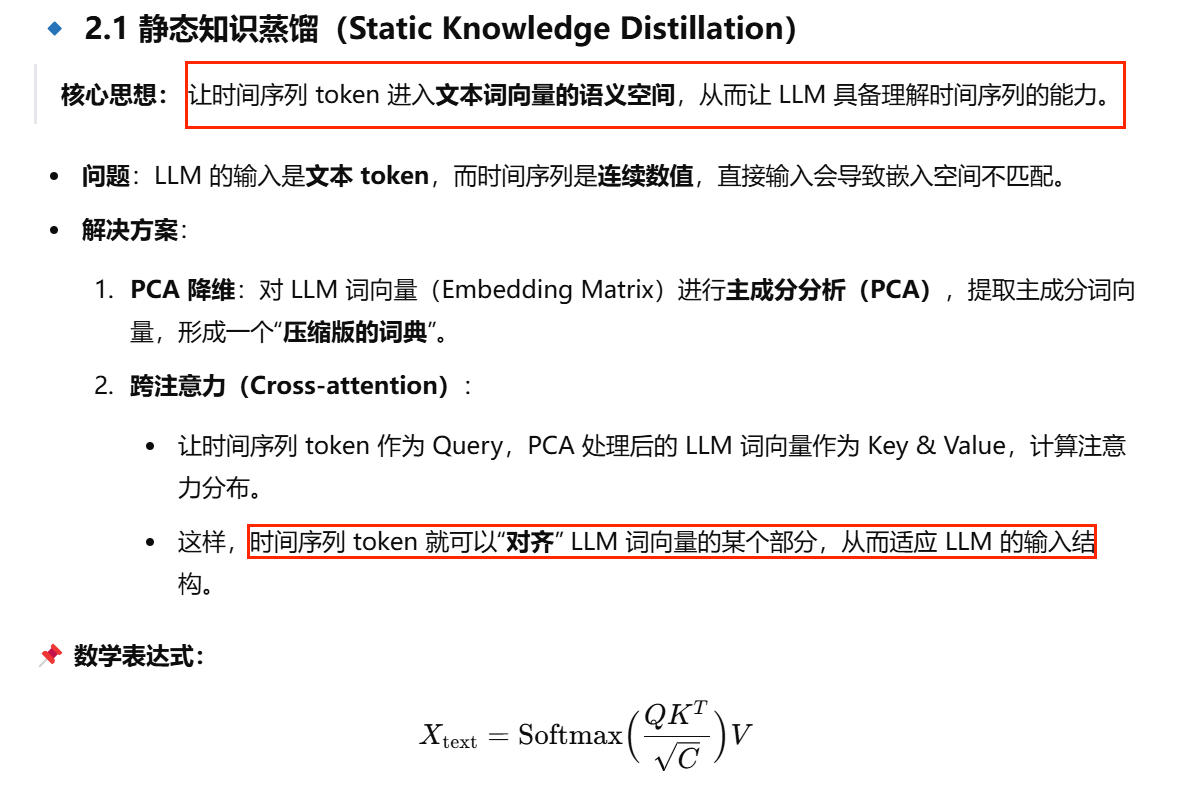 2.1 静态知识蒸馏（Static Knowledge Distillation）
核心思想：让时间序列 token 进入文本词向量的语义空间，从而让 LLM 具备理解时间序列的能力。
• 问题：LLM 的输入是文本 token，而时间序列是连续数值，直接输入会导致嵌入空间不匹配。
• 解决方案：
1. PCA 降维：对 LLM 词向量（Embedding Matrix）进行主成分分析（PCA），提取主成分词向
量，形成一个“压缩版的词典”。
2. 跨注意力（Cross-attention）：
• 让时间序列 token 作为 Query，PCA 处理后的 LLM 词向量作为 Key & Value，计算注意
力分布。
• 这样，时间序列 token 就可以“对齐” LLM 词向量的某个部分，从而适应 LLM 的输入结
构。
📌 数学表达式：
$X_{\text{text}} = \text{Softmax}\left(\frac{QK^T}{\sqrt{C}}\right)V$